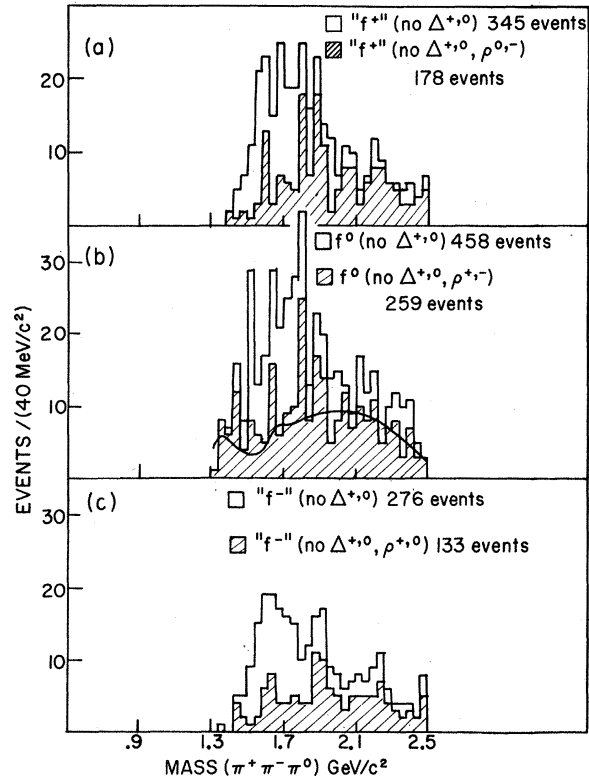 (a)
"f⁺" (no Δ⁺,⁰) 345 events
"f⁺" (no Δ⁺,⁰, ρ⁰,⁻)
178 events
20
10
(b)
f⁰ (no Δ⁺,⁰) 458 events
f⁰ (no Δ⁺,⁰, ρ⁺,⁻)
259 events
30
20
10
EVENTS / (40 MeV/c²)
(c)
"f⁻" (no Δ⁺,⁰) 276 events
"f⁻" (no Δ⁺,⁰, ρ⁺,⁰) 133 events
30
20
10
.9 1.3 1.7 2.1 2.5
MASS (π⁺ π⁻ π⁰) GeV/c²